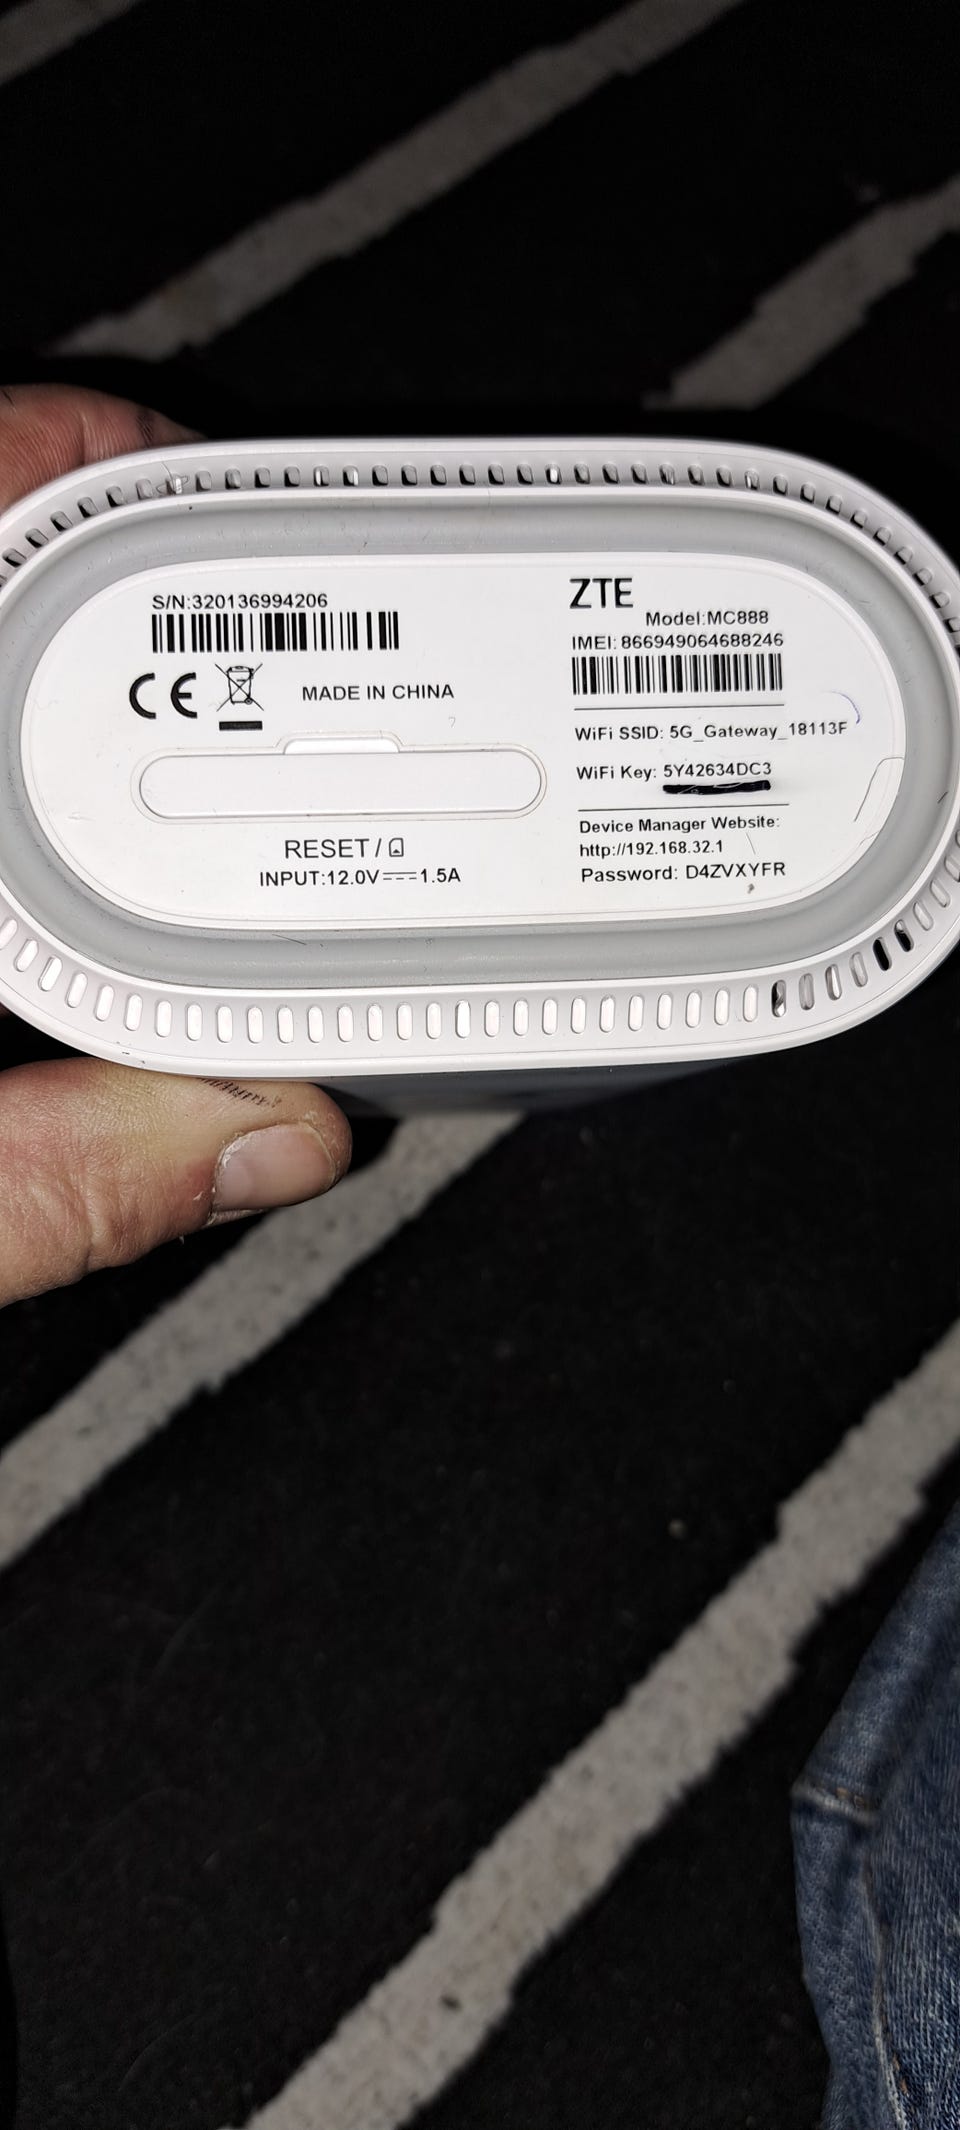 S/N:320136994206
CE
MADE IN CHINA
RESET /
INPUT:12.0V⎓1.5A
ZTE
Model:MC888
IMEI: 866949064688246
WiFi SSID: 5G_Gateway_18113F
WiFi Key: 5Y42634DC3
Device Manager Website:
http://192.168.32.1
Password: D4ZVXYFR